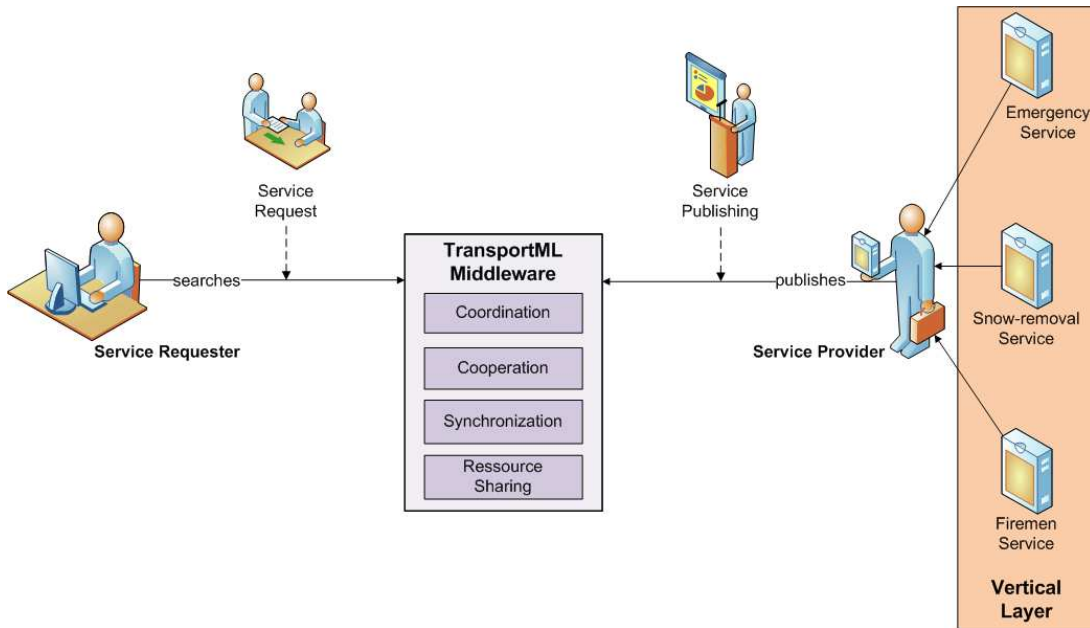 Emergency
Service
Service
Request
Service
Publishing
TransportML
Middleware
searches
publishes
Coordination
Snow-removal
Service
Service Requester
Service Provider
Cooperation
Synchronization
Ressource
Sharing
Firemen
Service
Vertical
Layer